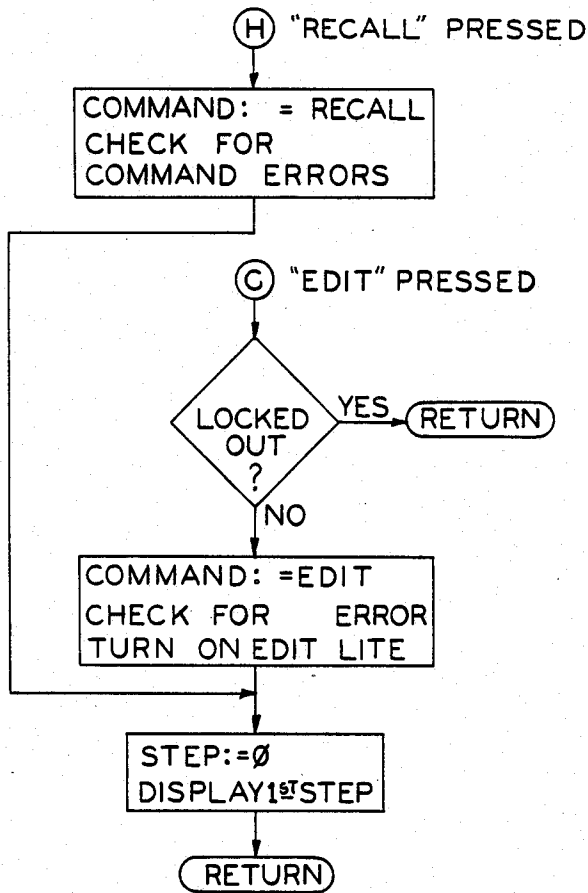 H "RECALL" PRESSED
COMMAND: = RECALL
CHECK FOR
COMMAND ERRORS
G "EDIT" PRESSED
LOCKED
OUT
?
YES
RETURN
NO
COMMAND: =EDIT
CHECK FOR ERROR
TURN ON EDIT LITE
STEP:=Ø
DISPLAY 1ST STEP
RETURN